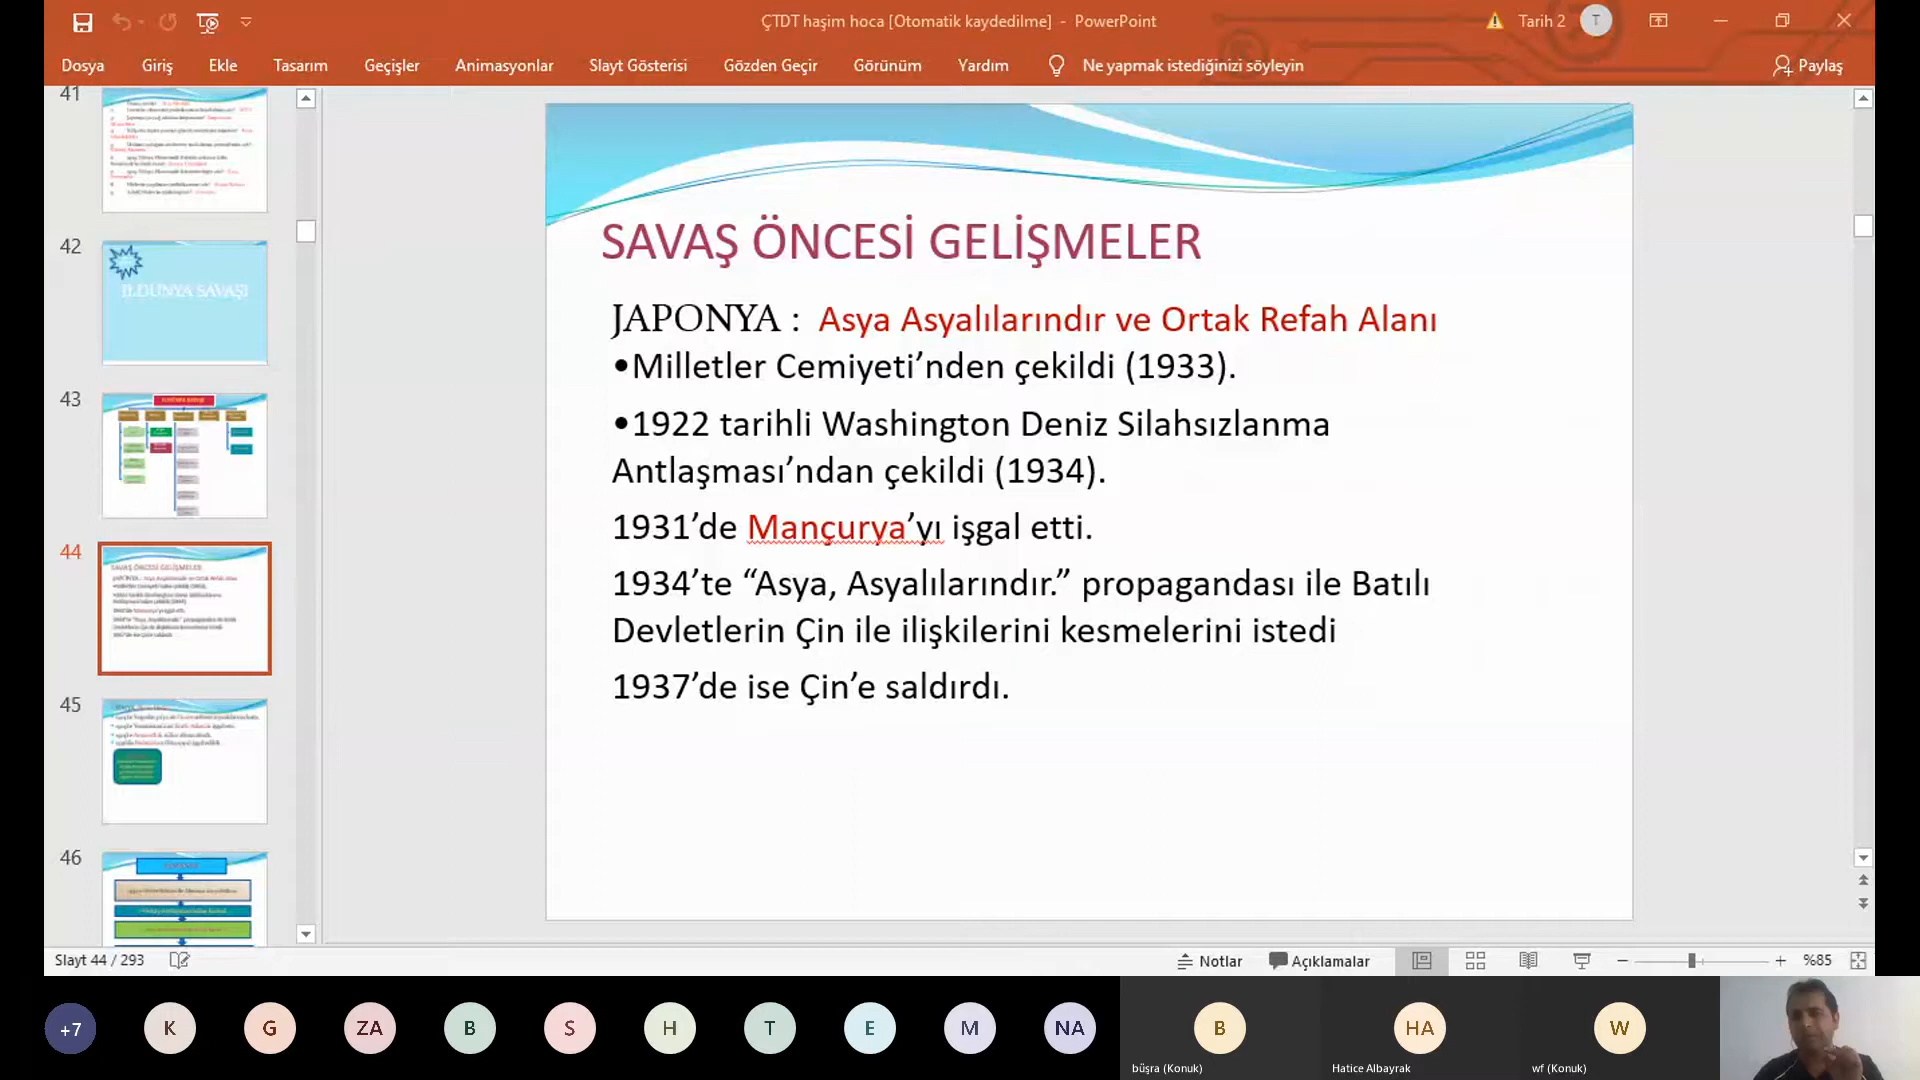 ÇTDT haşim hoca [Otomatik kaydedilme] - PowerPoint
Tarih 2
T
Dosya Giriş Ekle Tasarım Geçişler Animasyonlar Slayt Gösterisi Gözden Geçir Görünüm Yardım Ne yapmak istediğinizi söyleyin Paylaş
41
42
II.DÜNYA SAVAŞI
43
44
45
46
SAVAŞ ÖNCESİ GELİŞMELER
JAPONYA : Asya Asyalılarındır ve Ortak Refah Alanı
•Milletler Cemiyeti’nden çekildi (1933).
•1922 tarihli Washington Deniz Silahsızlanma
Antlaşması’ndan çekildi (1934).
1931’de Mançurya’yı işgal etti.
1934’te “Asya, Asyalılarındır.” propagandası ile Batılı
Devletlerin Çin ile ilişkilerini kesmelerini istedi
1937’de ise Çin’e saldırdı.
Slayt 44 / 293
Notlar Açıklamalar %85
+7 K G ZA B S H T E M NA B HA W
büşra (Konuk) Hatice Albayrak wf (Konuk)